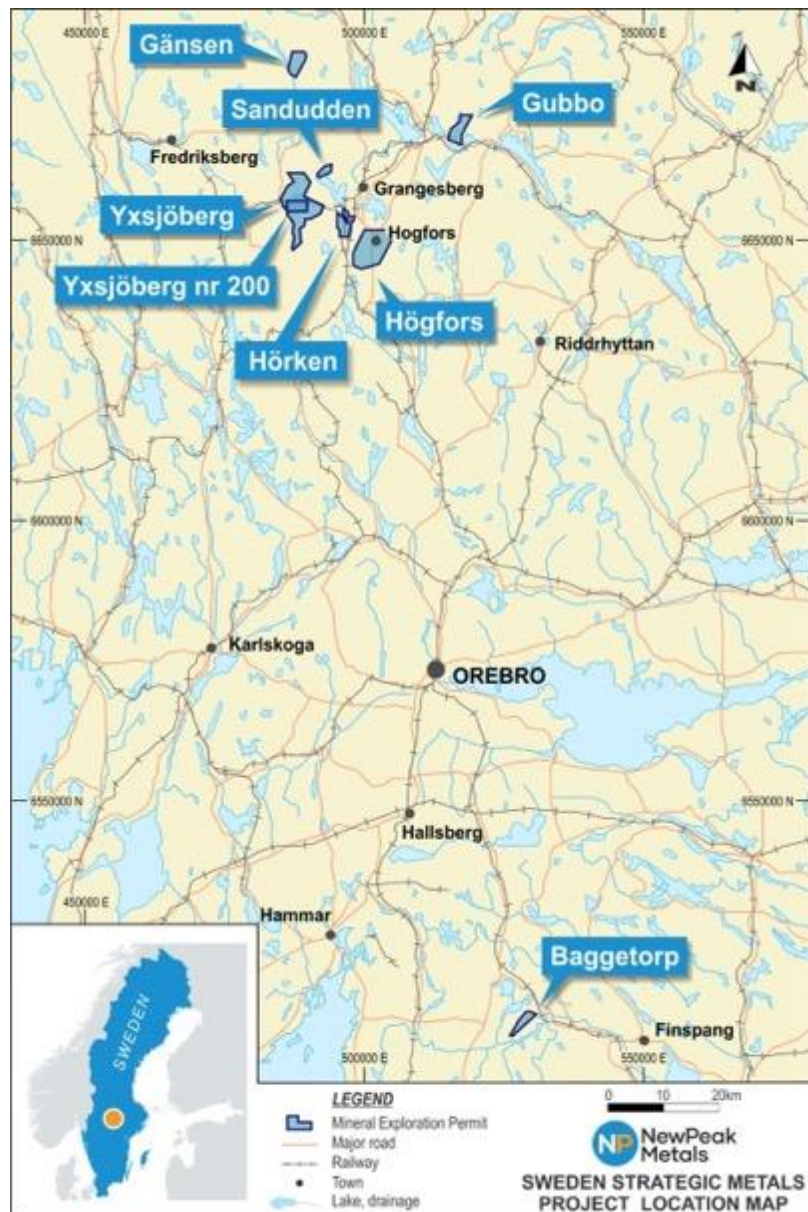 450000 E
500000 E
550000 E
Gänsen
Sandudden
Gubbo
N
Fredriksberg
Grangesberg
Yxsjöberg
Hogfors
6650000 N
6650000 N
Yxsjöberg nr 200
Högfors
Hörken
Riddrhyttan
6600000 N
6600000 N
Karlskoga
OREBRO
6550000 N
6550000 N
Hallsberg
450000 E
Hammar
Baggetorp
Finspang
500000 E
550000 E
SWEDEN
LEGEND
Mineral Exploration Permit
Major road
Railway
Town
Lake, drainage
0 10 20km
NP NewPeak
Metals
SWEDEN STRATEGIC METALS
PROJECT LOCATION MAP